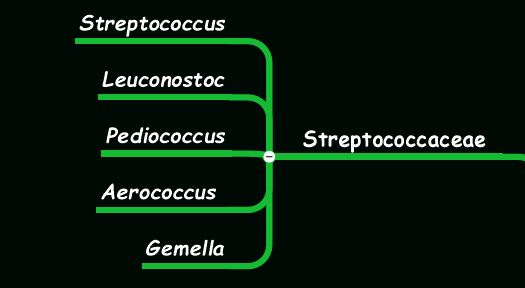 Streptococcus
Leuconostoc
Pediococcus
Streptococcaceae
Aerococcus
Gemella